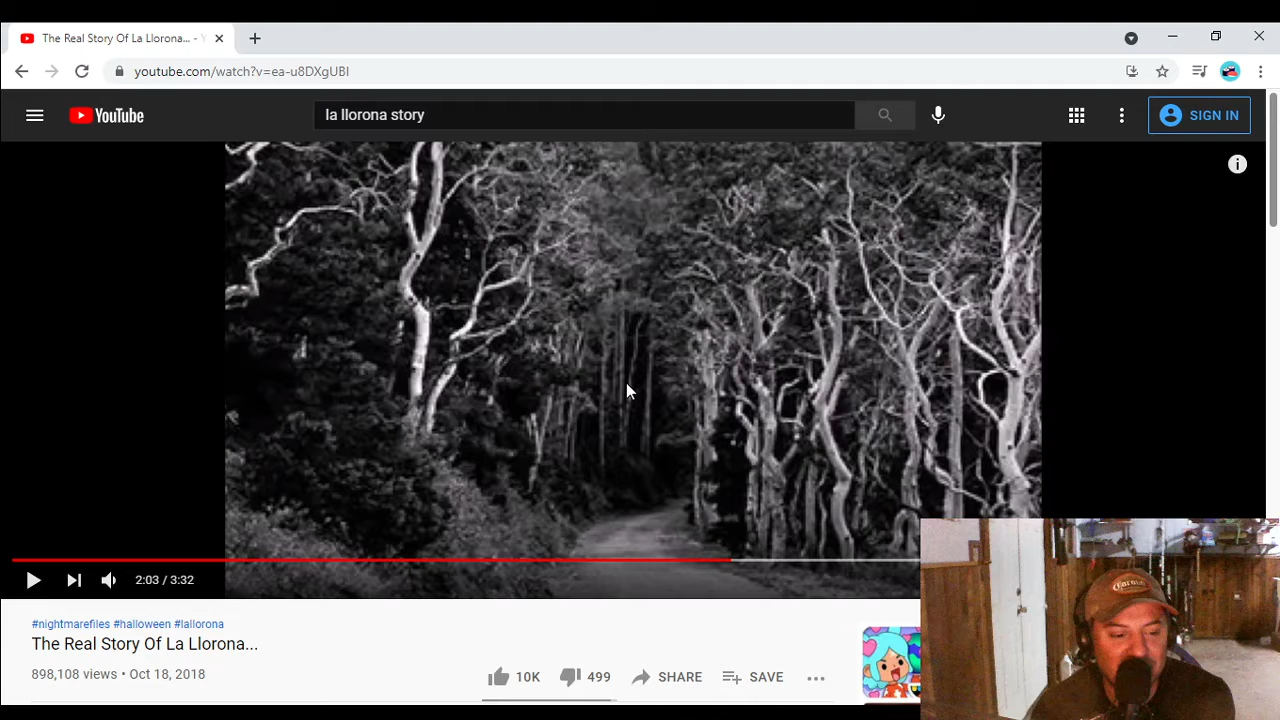 The Real Story Of La Llorona... - Y
youtube.com/watch?v=ea-u8DXgUBI
YouTube
la llorona story
SIGN IN
2:03 / 3:32
#nightmarefiles #halloween #lallorona
The Real Story Of La Llorona...
898,108 views • Oct 18, 2018
10K
499
SHARE
SAVE
Corona